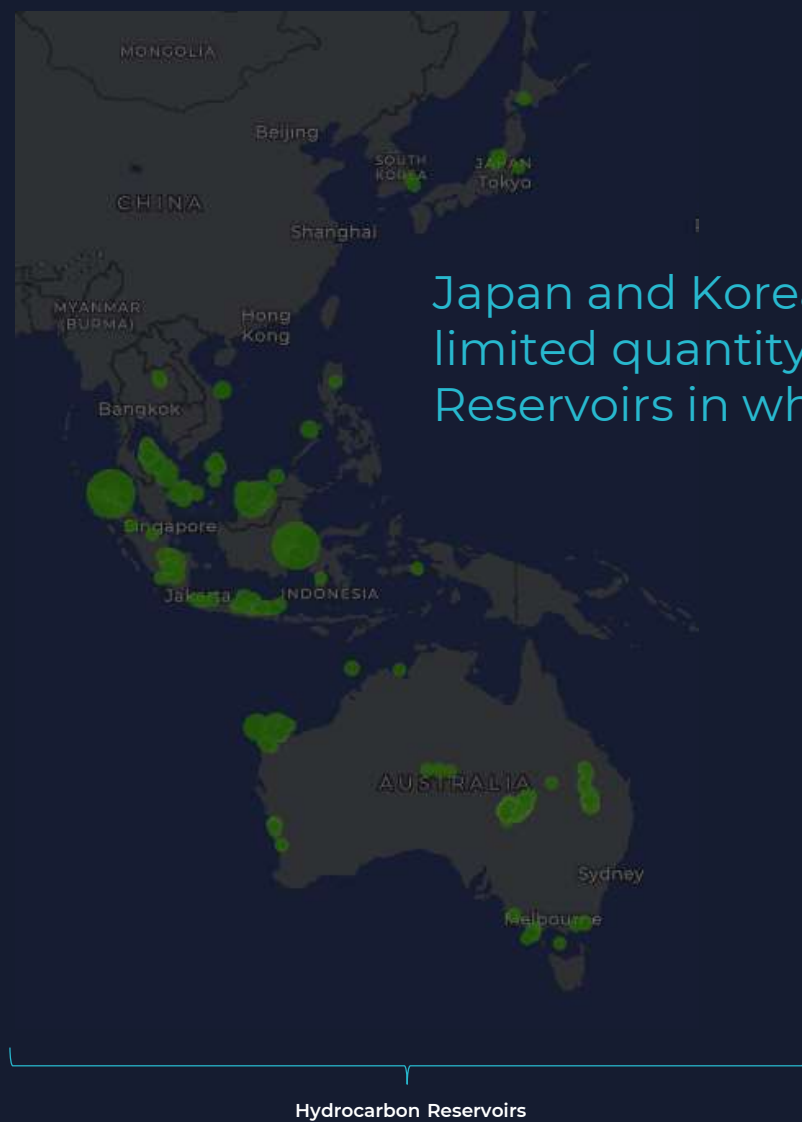 MONGOLIA
Beijing
SOUTH
KOREA
JAPAN
Tokyo
CHINA
Shanghai
Japan and Kore
limited quantity
Reservoirs in wh
MYANMAR
(BURMA)
Hong
Kong
Bangkok
Singapore
Jakarta
INDONESIA
AUSTRALIA
Sydney
Melbourne
Hydrocarbon Reservoirs